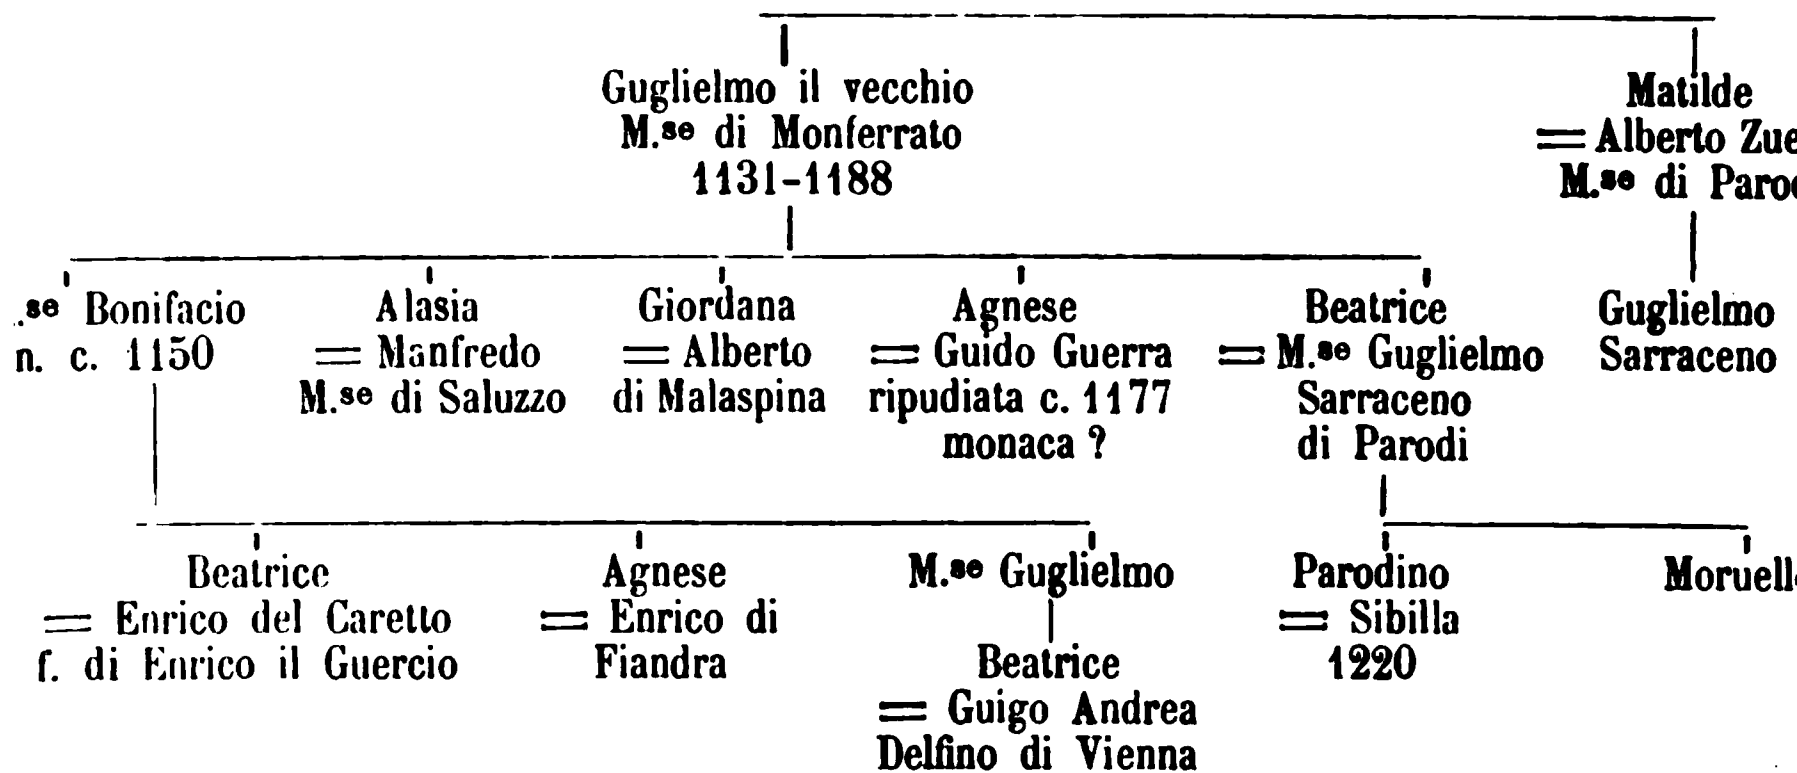 Guglielmo il vecchio
M.se di Monferrato
1131-1188
Matilde
= Alberto
M.se di
.se Bonifacio
n. c. 1150
Alasia
= Manfredo
M.se di Saluzzo
Giordana
= Alberto
di Malaspina
Agnese
= Guido Guerra
ripudiata c. 1177
monaca ?
Beatrice
= M.se Guglielmo
Sarraceno
di Parodi
Guglielmo
Sarraceno
Beatrice
= Enrico del Caretto
f. di Enrico il Guercio
Agnese
= Enrico di
Fiandra
M.se Guglielmo
Beatrice
= Guigo Andrea
Delfino di Vienna
Parodino
= Sibilla
1220